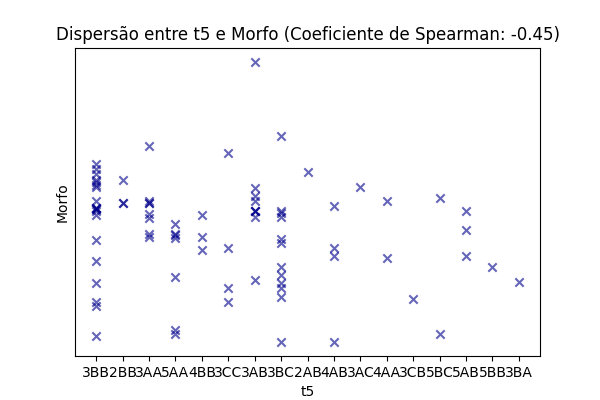 Dispersão entre t5 e Morfo (Coeficiente de Spearman: -0.45)
Morfo
3BB2BB3AA5AA4BB3CC3AB3BC2AB4AB3AC4AA3CB5BC5AB5BB3BA
t5